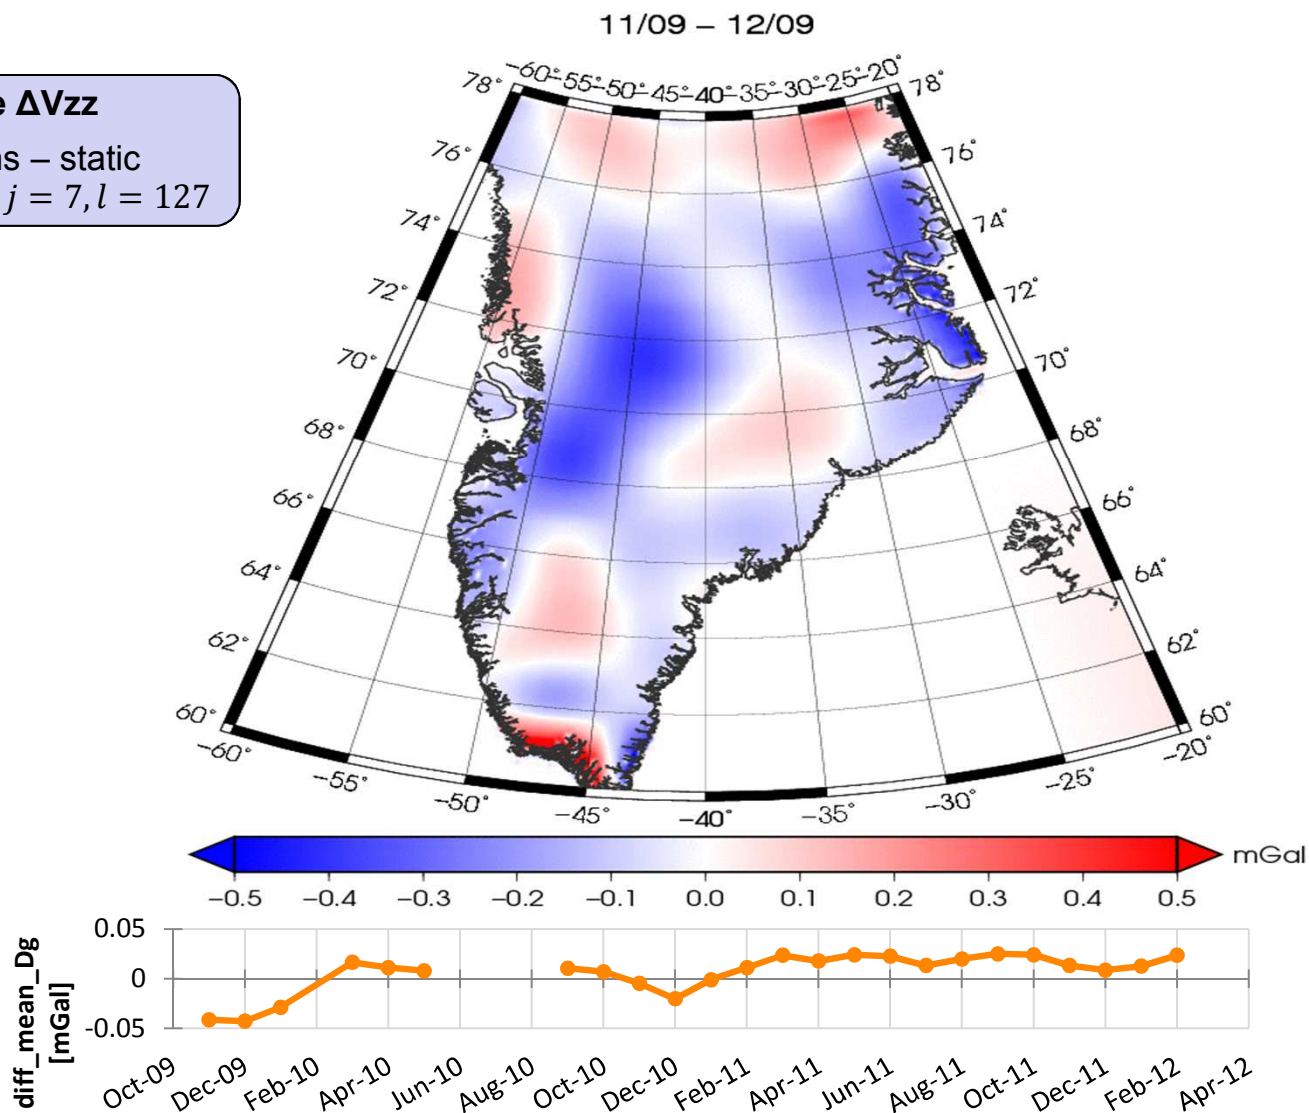 11/09 – 12/09
ΔVzz
– static
j = 7, l = 127
−60° −55° −50° −45° −40° −35° −30° −25° −20°
78° 78°
76° 76°
74° 74°
72° 72°
70° 70°
68° 68°
66° 66°
64° 64°
62° 62°
60° 60°
−60° −55° −50° −45° −40° −35° −30° −25° −20°
mGal
−0.5 −0.4 −0.3 −0.2 −0.1 0.0 0.1 0.2 0.3 0.4 0.5
diff_mean_Dg
[mGal]
0.05
0
-0.05
Oct-09 Dec-09 Feb-10 Apr-10 Jun-10 Aug-10 Oct-10 Dec-10 Feb-11 Apr-11 Jun-11 Aug-11 Oct-11 Dec-11 Feb-12 Apr-12